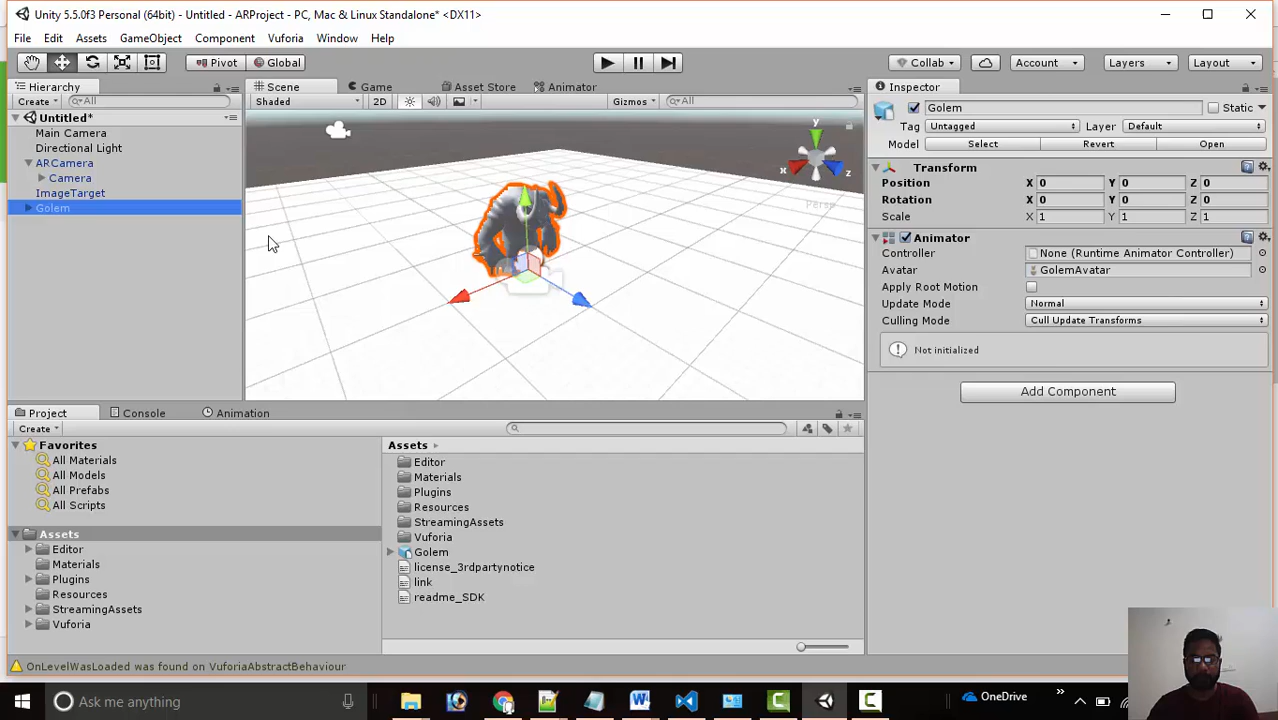 Unity 5.5.0f3 Personal (64bit) - Untitled - ARProject - PC, Mac & Linux Standalone* <DX11>
File Edit Assets GameObject Component Vuforia Window Help
Pivot Global Collab Account Layers Layout
Hierarchy Scene Game Asset Store Animator Inspector
Create All Shaded 2D Gizmos All Golem Static
Untitled* Tag Untagged Layer Default
Main Camera Model Select Revert Open
Directional Light
ARCamera
Camera
ImageTarget
Golem
y
x
z
Persp
Transform
Position X 0 Y 0 Z 0
Rotation X 0 Y 0 Z 0
Scale X 1 Y 1 Z 1
Animator
Controller None (Runtime Animator Controller)
Avatar GolemAvatar
Apply Root Motion
Update Mode Normal
Culling Mode Cull Update Transforms
Not initialized
Add Component
Project Console Animation
Create
Favorites
All Materials
All Models
All Prefabs
All Scripts
Assets
Editor
Materials
Plugins
Resources
StreamingAssets
Vuforia
Assets
Editor
Materials
Plugins
Resources
StreamingAssets
Vuforia
Golem
license_3rdpartynotice
link
readme_SDK
OnLevelWasLoaded was found on VuforiaAbstractBehaviour
Ask me anything
OneDrive